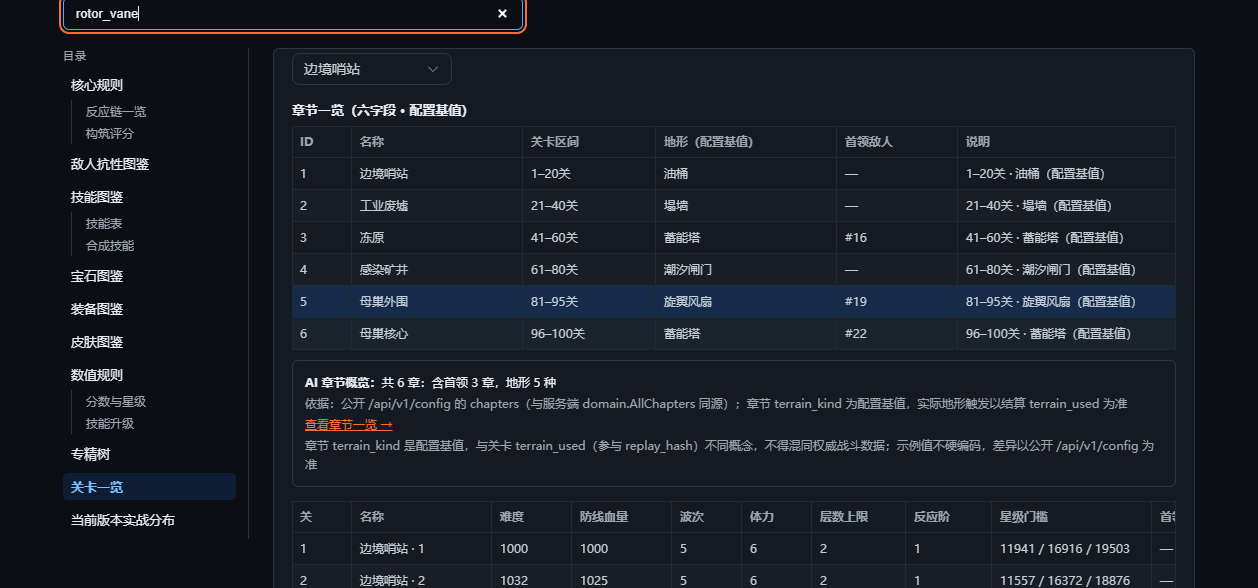 rotor_vane ×
目录
核心规则
反应链一览
构筑评分
敌人抗性图鉴
技能图鉴
技能表
合成技能
宝石图鉴
装备图鉴
皮肤图鉴
数值规则
分数与星级
技能升级
专精树
关卡一览
当前版本实战分布
边境哨站
章节一览（六字段 • 配置基值）
ID 名称 关卡区间 地形（配置基值） 首领敌人 说明
1 边境哨站 1–20关 油桶 — 1–20关 · 油桶（配置基值）
2 工业废墟 21–40关 塌墙 — 21–40关 · 塌墙（配置基值）
3 冻原 41–60关 蓄能塔 #16 41–60关 · 蓄能塔（配置基值）
4 感染矿井 61–80关 潮汐闸门 — 61–80关 · 潮汐闸门（配置基值）
5 母巢外围 81–95关 旋翼风扇 #19 81–95关 · 旋翼风扇（配置基值）
6 母巢核心 96–100关 蓄能塔 #22 96–100关 · 蓄能塔（配置基值）
AI 章节概览：共 6 章：含首领 3 章，地形 5 种
依据：公开 /api/v1/config 的 chapters（与服务端 domain.AllChapters 同源）；章节 terrain_kind 为配置基值，实际地形触发以结算 terrain_used 为准
查看章节一览 →
章节 terrain_kind 是配置基值，与关卡 terrain_used（参与 replay_hash）不同概念，不得混同权威战斗数据；示例值不硬编码，差异以公开 /api/v1/config 为
准
关 名称 难度 防线血量 波次 体力 层数上限 反应阶 星级门槛 首
1 边境哨站 · 1 1000 1000 5 6 2 1 11941 / 16916 / 19503 —
2 边境哨站 · 2 1032 1025 5 6 2 1 11557 / 16372 / 18876 —